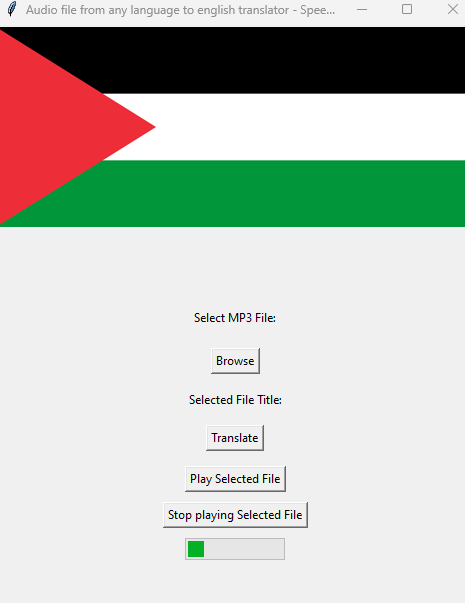 Audio file from any language to english translator - Spee...
Select MP3 File:
Browse
Selected File Title:
Translate
Play Selected File
Stop playing Selected File